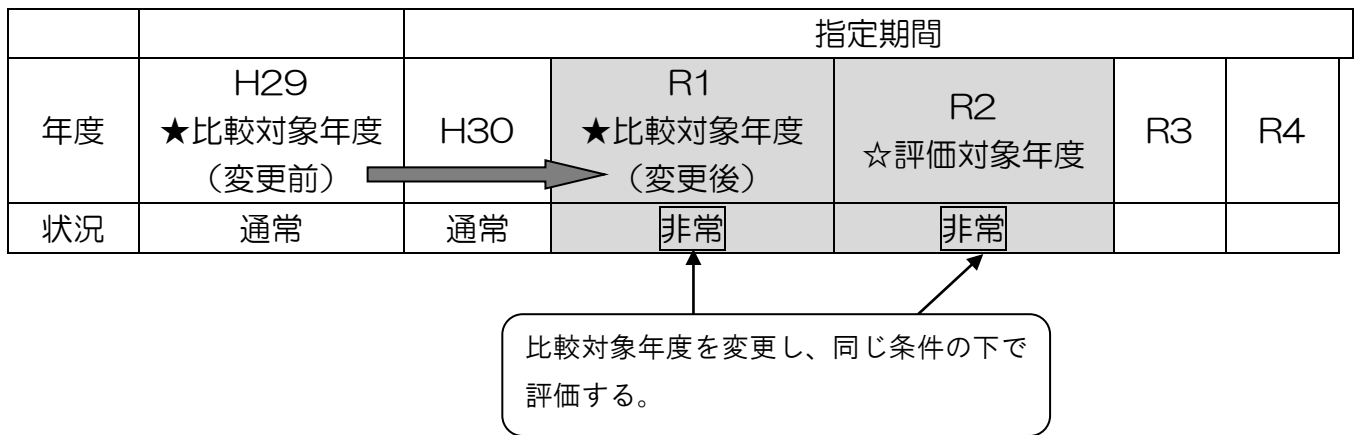 指定期間
年度
H29
★比較対象年度
（変更前）
H30
R1
★比較対象年度
（変更後）
R2
☆評価対象年度
R3
R4
状況
通常
通常
非常
非常
比較対象年度を変更し、同じ条件の下で
評価する。